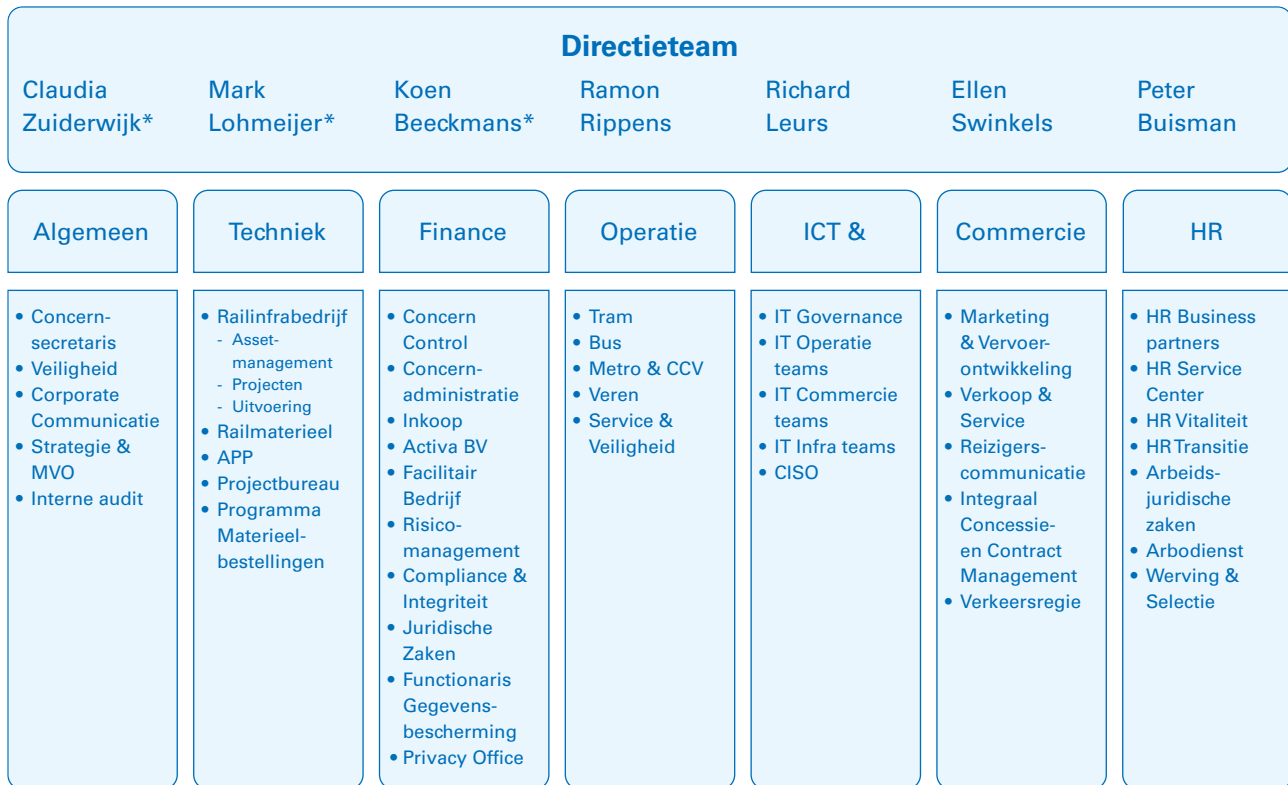 Directieteam
Claudia
Zuiderwijk*
Mark
Lohmeijer*
Koen
Beeckmans*
Ramon
Rippens
Richard
Leurs
Ellen
Swinkels
Peter
Buisman
Algemeen
Techniek
Finance
Operatie
ICT &
Commercie
HR
• Concern-
secretaris
• Veiligheid
• Corporate
Communicatie
• Strategie &
MVO
• Interne audit
• Railinfrabedrijf
- Asset-
management
- Projecten
- Uitvoering
• Railmaterieel
• APP
• Projectbureau
• Programma
Materieel-
bestellingen
• Concern
Control
• Concern-
administratie
• Inkoop
• Activa BV
• Facilitair
Bedrijf
• Risico-
management
• Compliance &
Integriteit
• Juridische
Zaken
• Functionaris
Gegevens-
bescherming
• Privacy Office
• Tram
• Bus
• Metro & CCV
• Veren
• Service &
Veiligheid
• IT Governance
• IT Operatie
teams
• IT Commercie
teams
• IT Infra teams
• CISO
• Marketing
& Vervoer-
ontwikkeling
• Verkoop &
Service
• Reizigers-
communicatie
• Integraal
Concessie-
en Contract
Management
• Verkeersregie
• HR Business
partners
• HR Service
Center
• HR Vitaliteit
• HR Transitie
• Arbeids-
juridische
zaken
• Arbodienst
• Werving &
Selectie